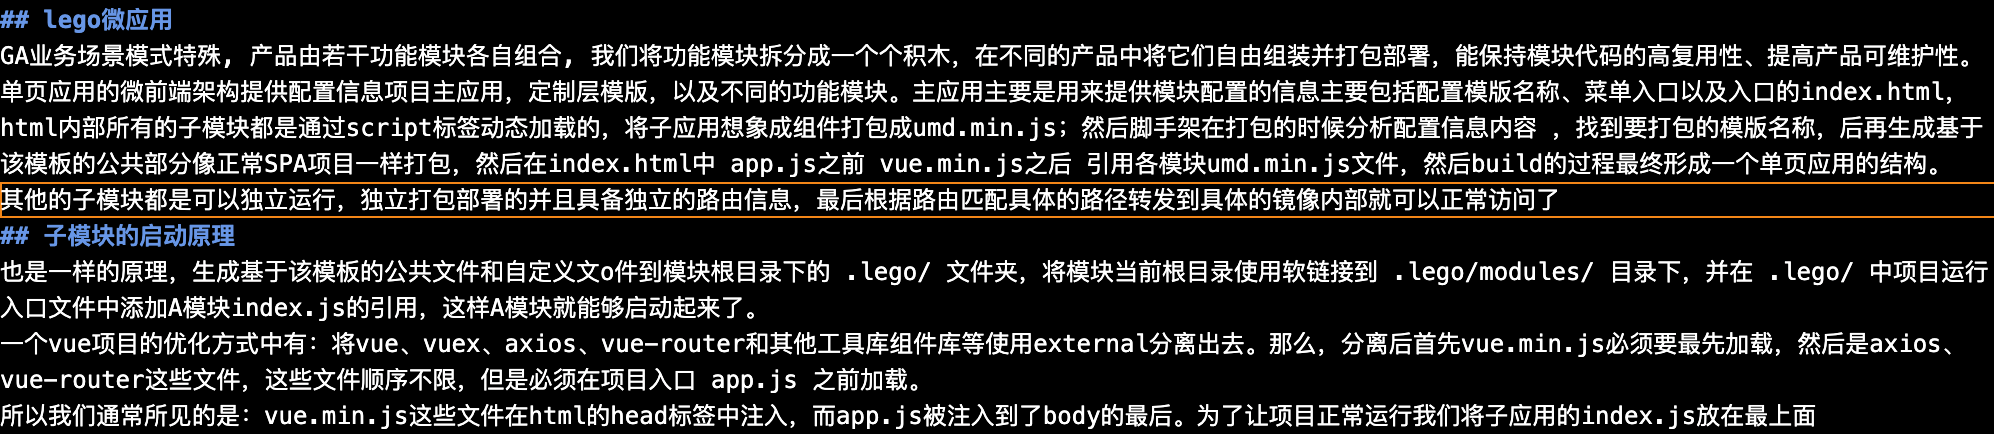 ## lego微应用
GA业务场景模式特殊, 产品由若干功能模块各自组合, 我们将功能模块拆分成一个个积木，在不同的产品中将它们自由组装并打包部署，能保持模块代码的高复用性、提高产品可维护性。
单页应用的微前端架构提供配置信息项目主应用，定制层模版，以及不同的功能模块。主应用主要是用来提供模块配置的信息主要包括配置模版名称、菜单入口以及入口的index.html，
html内部所有的子模块都是通过script标签动态加载的，将子应用想象成组件打包成umd.min.js；然后脚手架在打包的时候分析配置信息内容 ，找到要打包的模版名称，后再生成基于
该模板的公共部分像正常SPA项目一样打包，然后在index.html中 app.js之前 vue.min.js之后 引用各模块umd.min.js文件，然后build的过程最终形成一个单页应用的结构。
其他的子模块都是可以独立运行，独立打包部署的并且具备独立的路由信息，最后根据路由匹配具体的路径转发到具体的镜像内部就可以正常访问了
## 子模块的启动原理
也是一样的原理，生成基于该模板的公共文件和自定义文o件到模块根目录下的 .lego/ 文件夹，将模块当前根目录使用软链接到 .lego/modules/ 目录下，并在 .lego/ 中项目运行
入口文件中添加A模块index.js的引用，这样A模块就能够启动起来了。
一个vue项目的优化方式中有：将vue、vuex、axios、vue-router和其他工具库组件库等使用external分离出去。那么，分离后首先vue.min.js必须要最先加载，然后是axios、
vue-router这些文件，这些文件顺序不限，但是必须在项目入口 app.js 之前加载。
所以我们通常所见的是：vue.min.js这些文件在html的head标签中注入，而app.js被注入到了body的最后。为了让项目正常运行我们将子应用的index.js放在最上面